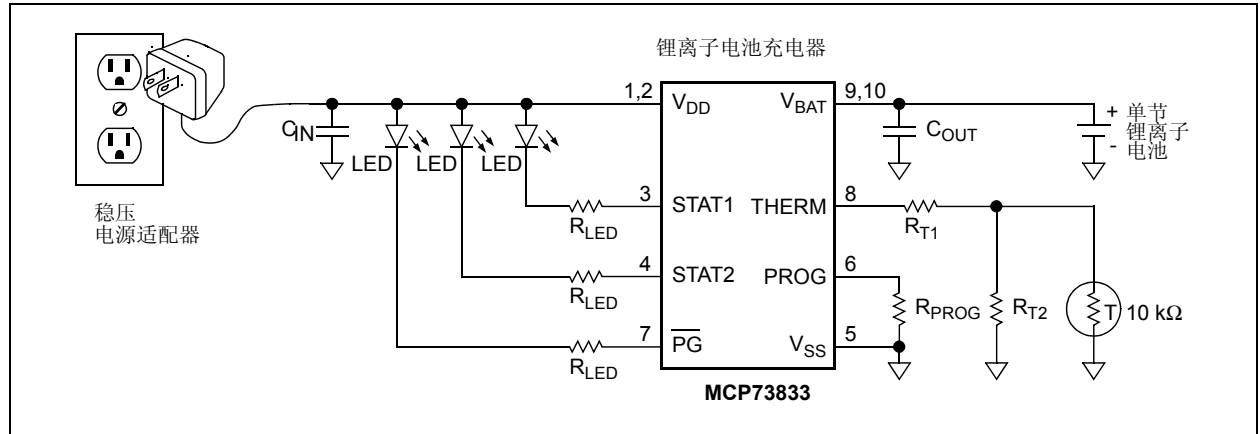 锂离子电池充电器
1,2
VDD
VBAT
9,10
CIN
LED
LED
LED
COUT
+ 单节
锂离子
- 电池
稳压
电源适配器
3
STAT1
THERM
8
RLED
RT1
4
STAT2
PROG
6
RLED
RPROG
RT2
T
10 kΩ
7
PG
VSS
5
RLED
MCP73833